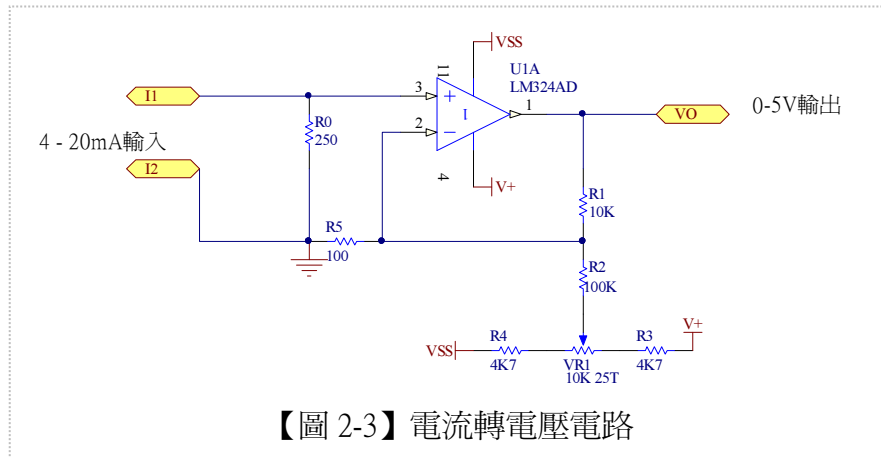 VSS
U1A
LM324AD
11
3
I1
1
VO
0-5V輸出
R0
250
I
2
4 - 20mA輸入
I2
4
V+
R1
10K
R5
100
R2
100K
V+
R4
R3
VSS
4K7
VR1
4K7
10K 25T
【圖 2-3】電流轉電壓電路